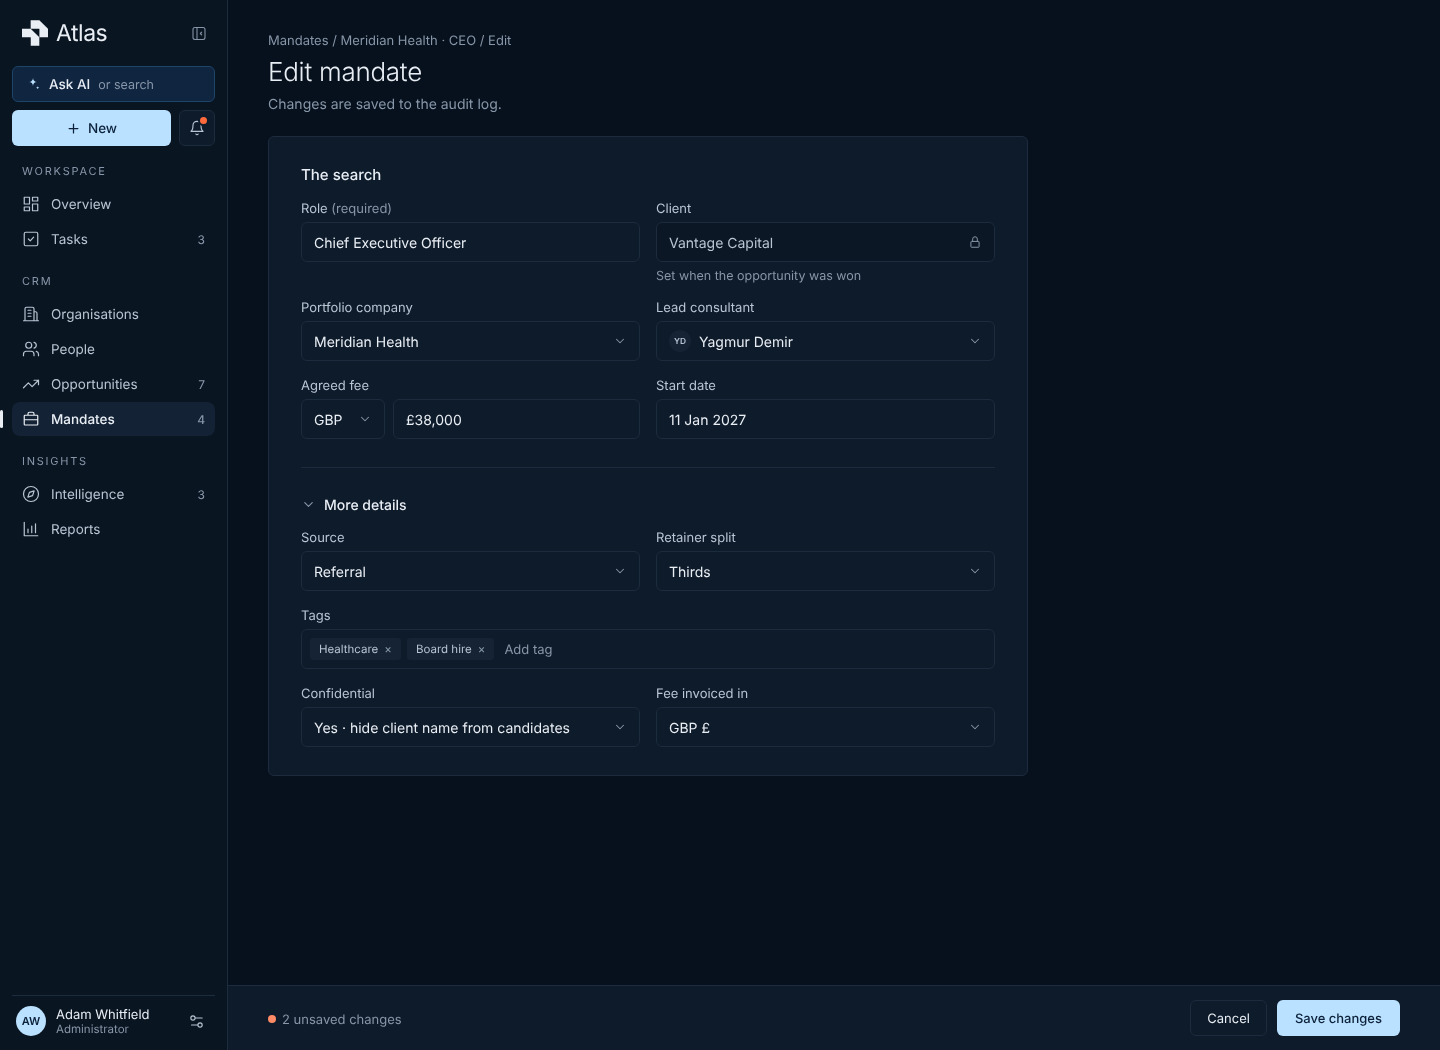 Atlas
Ask AI or search
New
WORKSPACE
Overview
Tasks 3
CRM
Organisations
People
Opportunities 7
Mandates 4
INSIGHTS
Intelligence 3
Reports
AW
Adam Whitfield
Administrator
Mandates / Meridian Health · CEO / Edit
Edit mandate
Changes are saved to the audit log.
The search
Role (required)
Chief Executive Officer
Client
Vantage Capital
Set when the opportunity was won
Portfolio company
Meridian Health
Lead consultant
YD Yagmur Demir
Agreed fee
GBP £38,000
Start date
11 Jan 2027
More details
Source
Referral
Retainer split
Thirds
Tags
Healthcare × Board hire × Add tag
Confidential
Yes · hide client name from candidates
Fee invoiced in
GBP £
2 unsaved changes
Cancel
Save changes